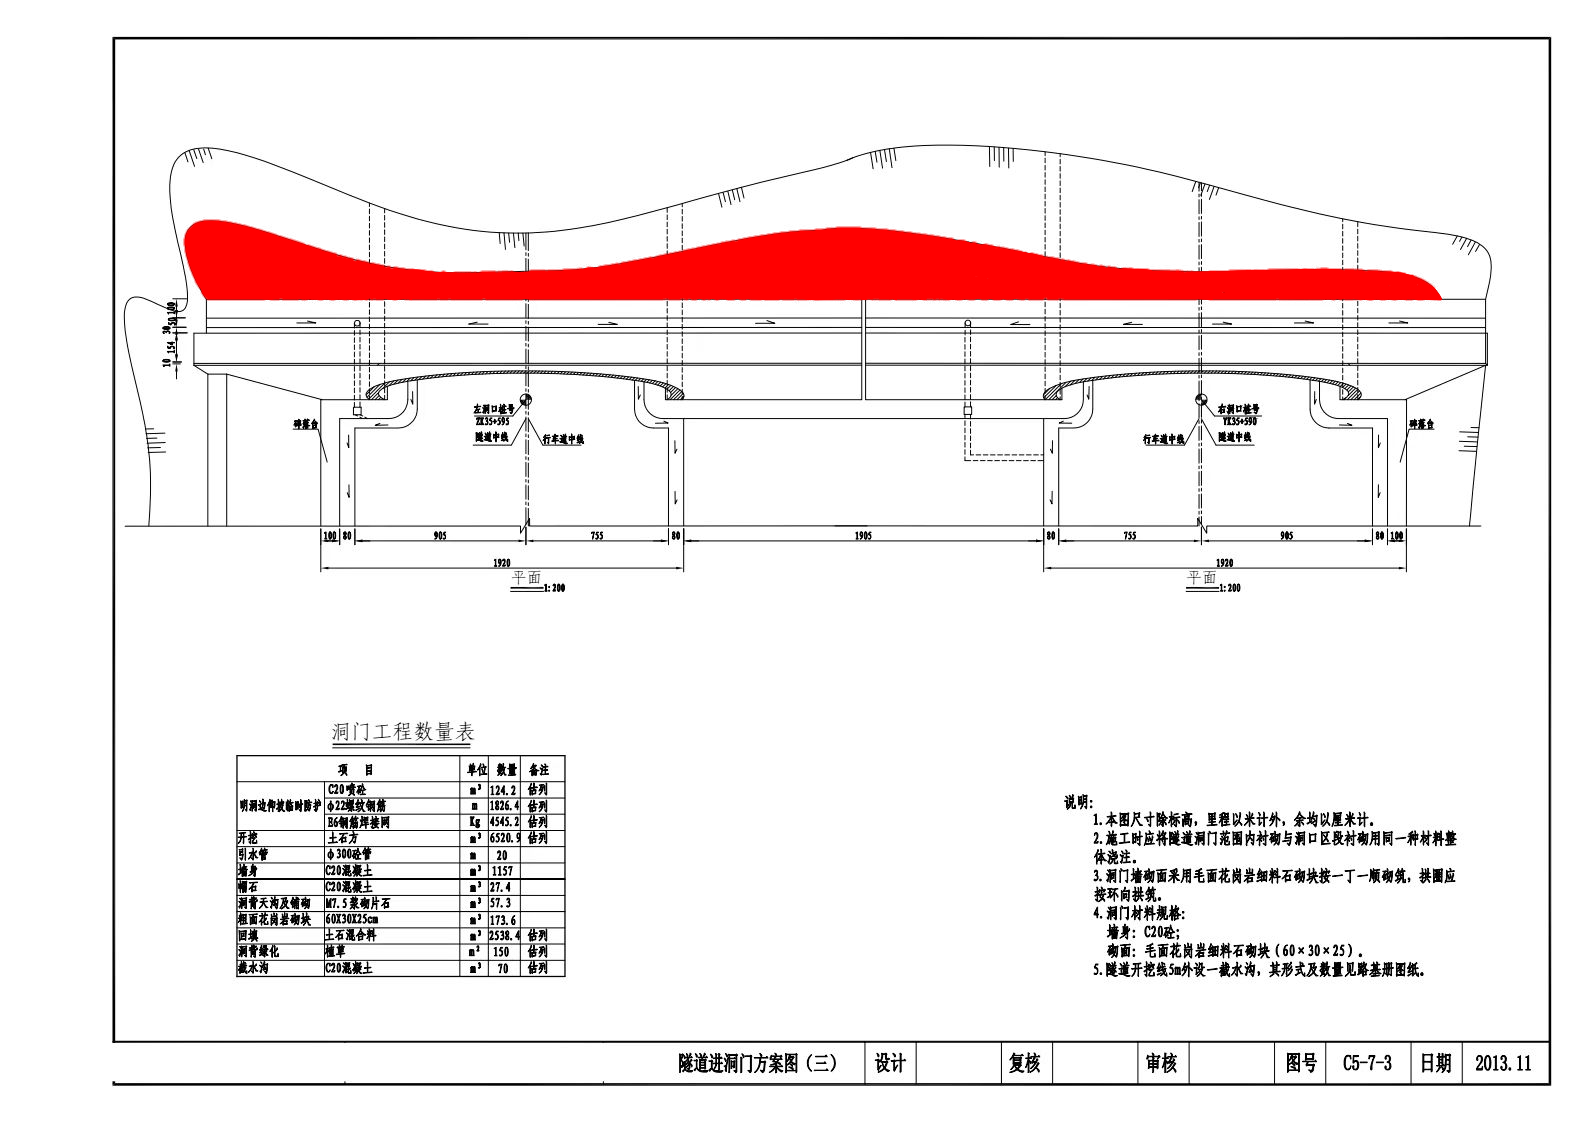 100
50
30
154
10
碎落台
左洞口桩号
ZK35+595
隧道中线
行车道中线
右洞口桩号
YK35+590
行车道中线
隧道中线
碎落台
100 80 905 755 80 1905 80 755 905 80 100
1920 1920
平面 1:200
平面 1:200
洞门工程数量表
项 目 单位 数量 备注
明洞边仰坡临时防护 C20喷砼 m³ 124.2 估列
ф22螺纹钢筋 m 1826.4 估列
E6钢筋焊接网 Kg 4545.2 估列
开挖 土石方 m³ 6520.9 估列
引水管 ф300砼管 m 20
墙身 C20混凝土 m³ 1157
帽石 C20混凝土 m³ 27.4
洞背天沟及铺砌 M7.5浆砌片石 m³ 57.3
粗面花岗岩砌块 60X30X25cm m³ 173.6
回填 土石混合料 m³ 2538.4 估列
洞背绿化 植草 m² 150 估列
截水沟 C20混凝土 m³ 70 估列
说明:
1.本图尺寸除标高，里程以米计外，余均以厘米计。
2.施工时应将隧道洞门范围内衬砌与洞口区段衬砌用同一种材料整
体浇注。
3.洞门墙砌面采用毛面花岗岩细料石砌块按一丁一顺砌筑，拱圈应
按环向拱筑。
4.洞门材料规格:
墙身: C20砼;
砌面: 毛面花岗岩细料石砌块(60×30×25)。
5.隧道开挖线5m外设一截水沟，其形式及数量见路基册图纸。
隧道进洞门方案图（三） 设计 复核 审核 图号 C5-7-3 日期 2013.11